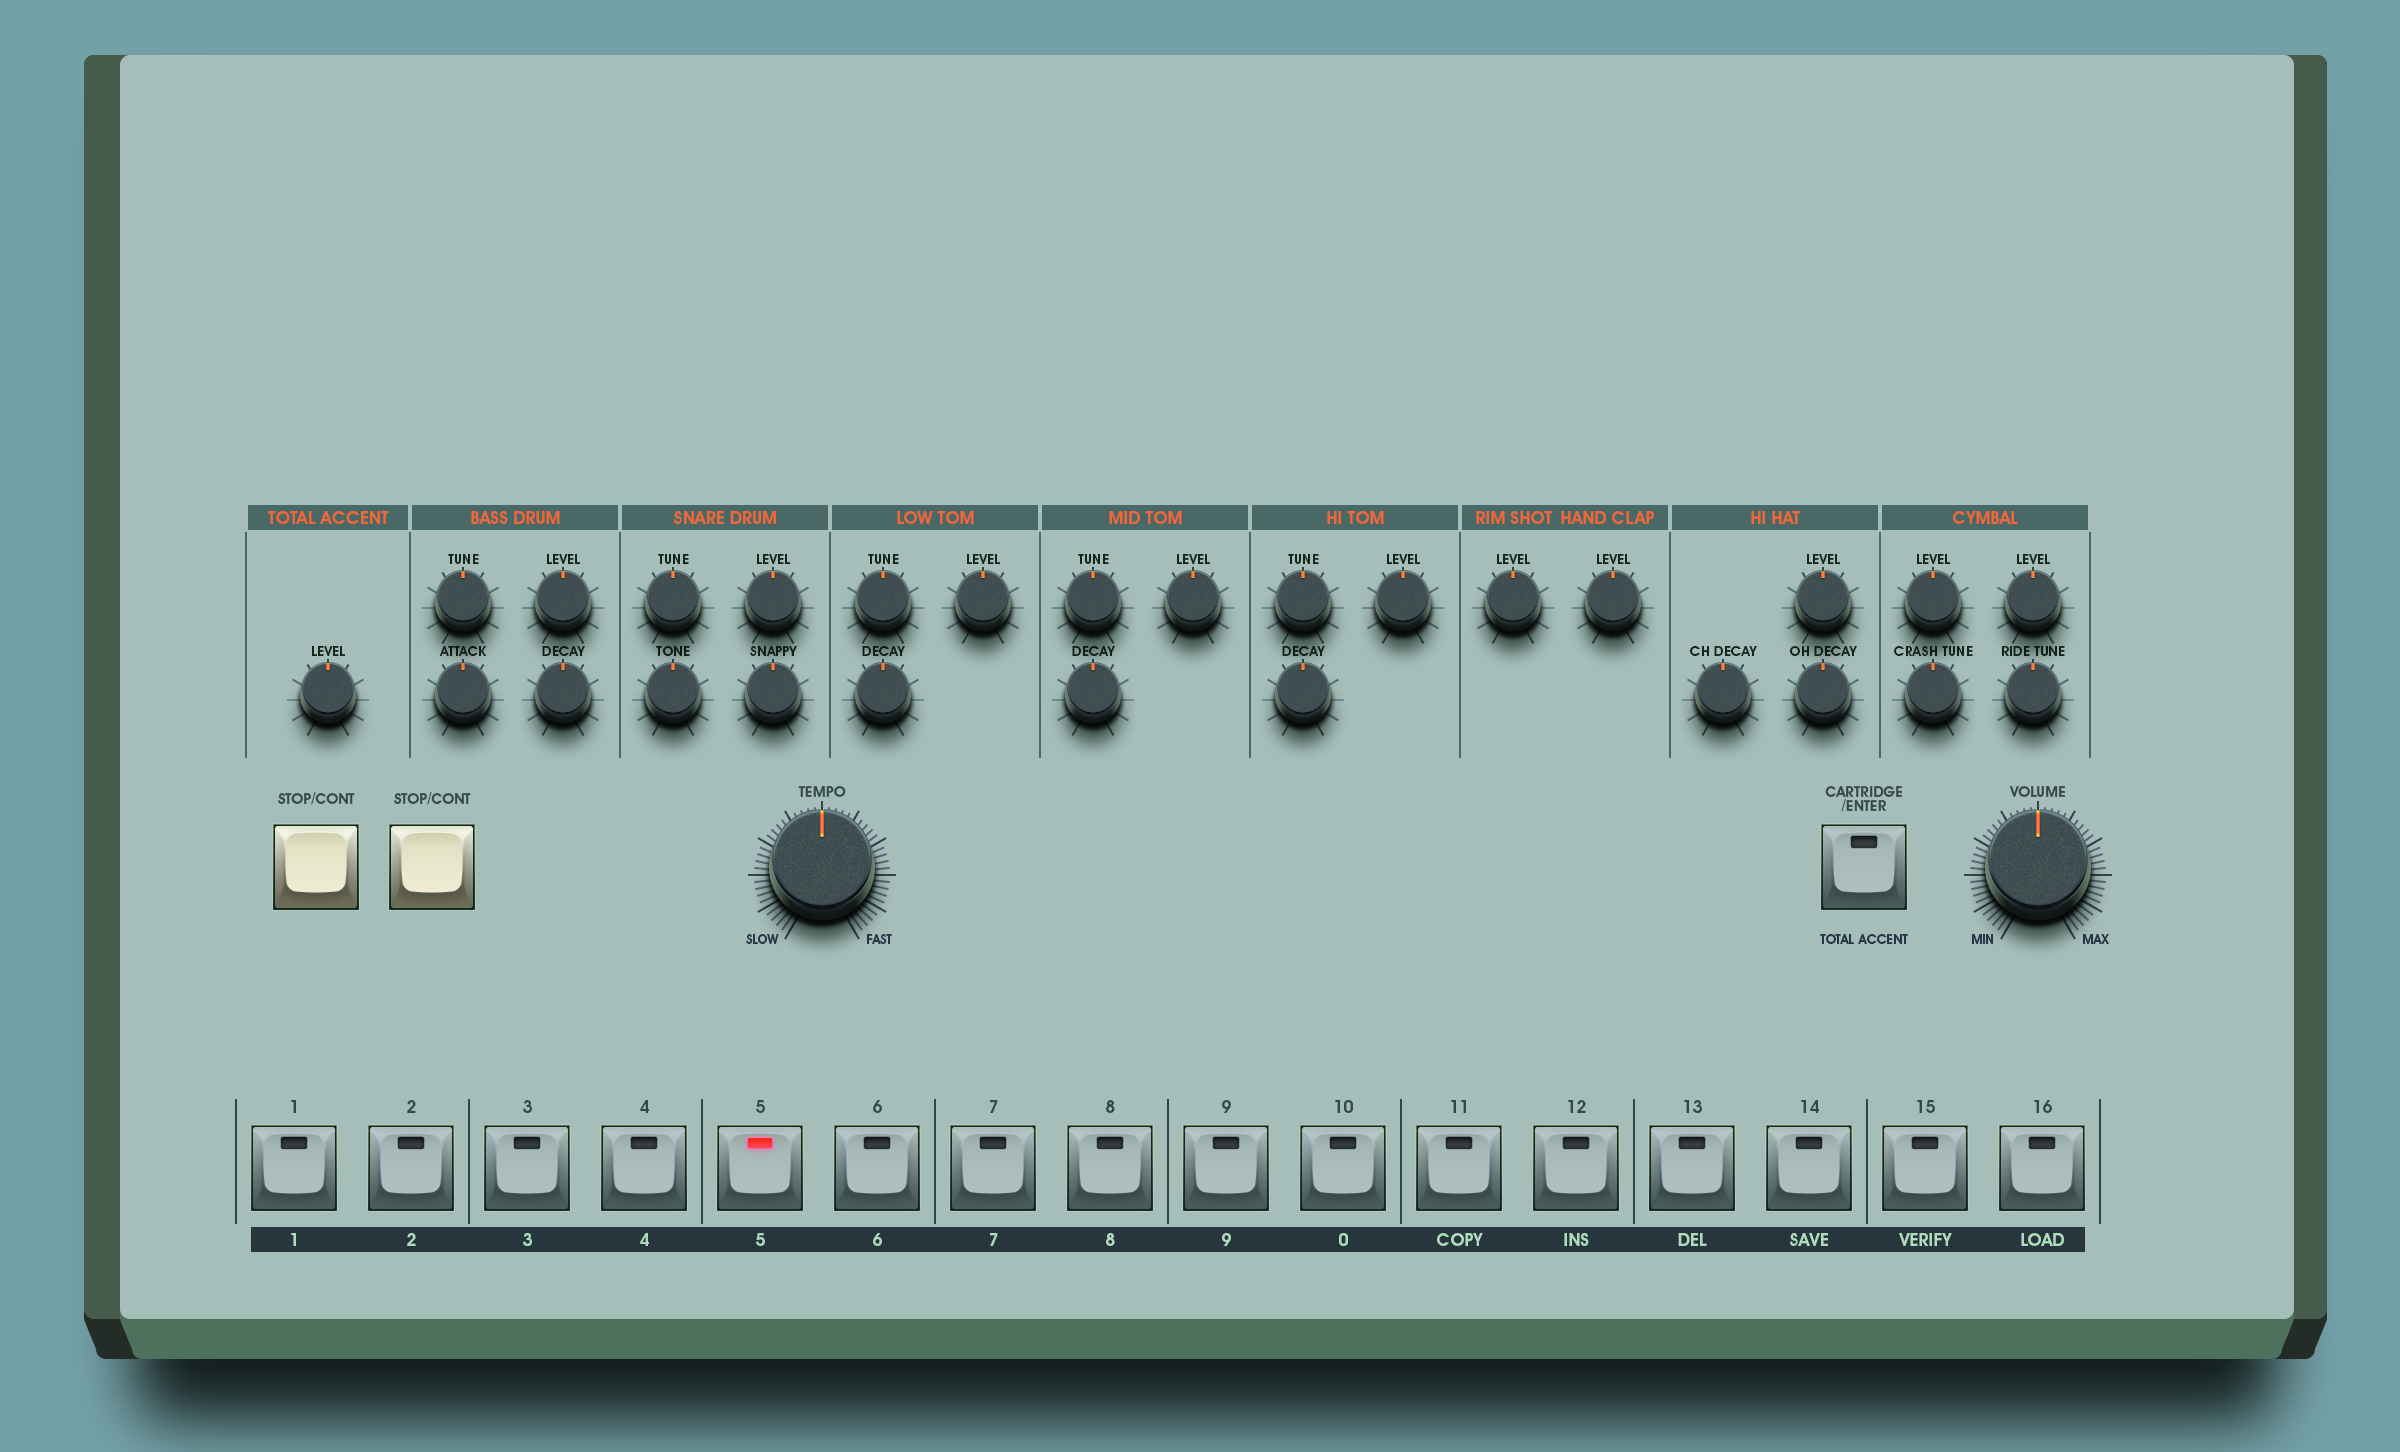 TOTAL ACCENT BASS DRUM SNARE DRUM LOW TOM MID TOM HI TOM RIM SHOT HAND CLAP HI HAT CYMBAL
TUNE LEVEL TUNE LEVEL TUNE LEVEL TUNE LEVEL TUNE LEVEL LEVEL LEVEL LEVEL LEVEL LEVEL
LEVEL ATTACK DECAY TONE SNAPPY DECAY DECAY DECAY CH DECAY OH DECAY CRASH TUNE RIDE TUNE
STOP/CONT STOP/CONT TEMPO CARTRIDGE VOLUME
/ENTER
SLOW FAST TOTAL ACCENT MIN MAX
1 2 3 4 5 6 7 8 9 10 11 12 13 14 15 16
1 2 3 4 5 6 7 8 9 0 COPY INS DEL SAVE VERIFY LOAD